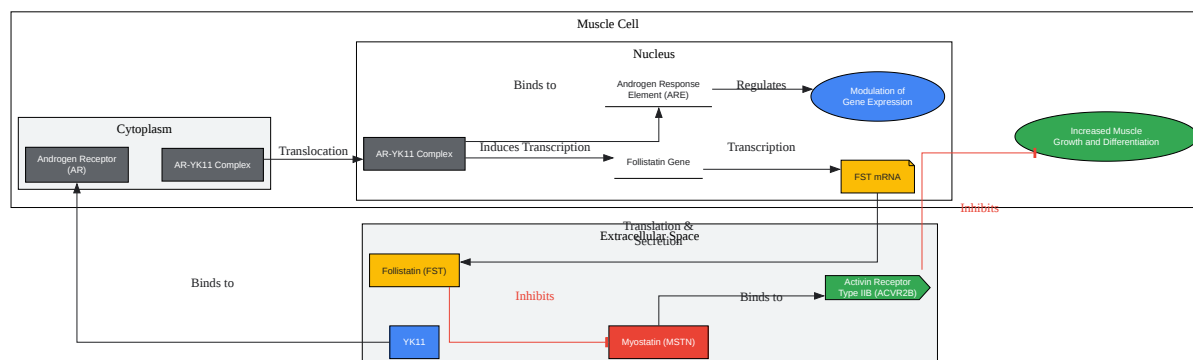 Muscle Cell
Nucleus
Binds to
Androgen Response
Element (ARE)
Regulates
Modulation of
Gene Expression
Cytoplasm
Androgen Receptor
(AR)
AR-YK11 Complex
Translocation
AR-YK11 Complex
Induces Transcription
Follistatin Gene
Transcription
FST mRNA
Increased Muscle
Growth and Differentiation
Inhibits
Translation &
Secretion
Extracellular Space
Follistatin (FST)
Binds to
Inhibits
Binds to
Activin Receptor
Type IIB (ACVR2B)
YK11
Myostatin (MSTN)